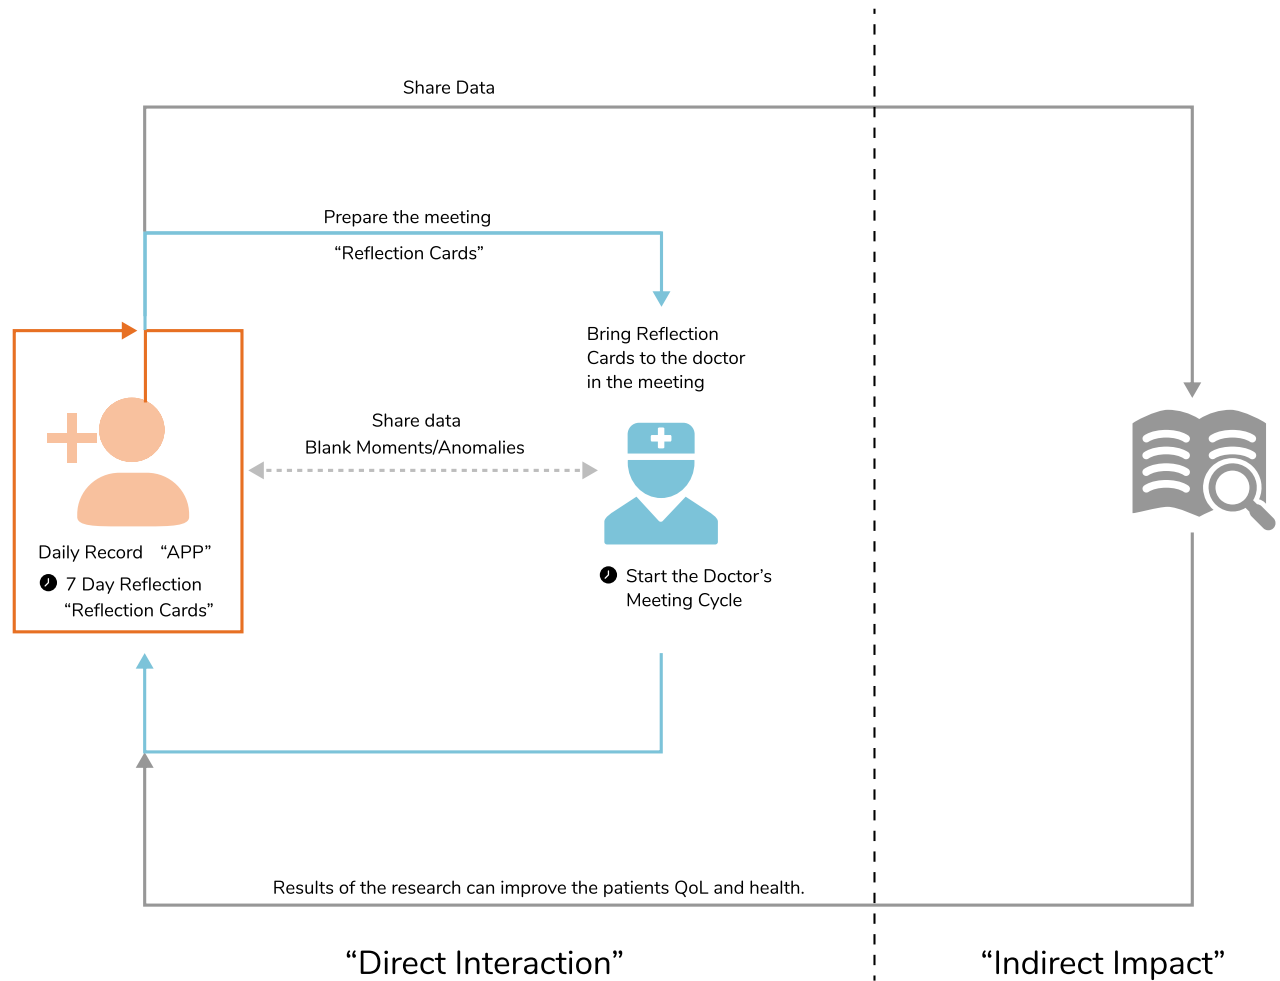 Share Data
Prepare the meeting
“Reflection Cards”
Bring Reflection
Cards to the doctor
in the meeting
Share data
Blank Moments/Anomalies
Daily Record “APP”
7 Day Reflection
“Reflection Cards”
Start the Doctor’s
Meeting Cycle
Results of the research can improve the patients QoL and health.
“Direct Interaction”
“Indirect Impact”